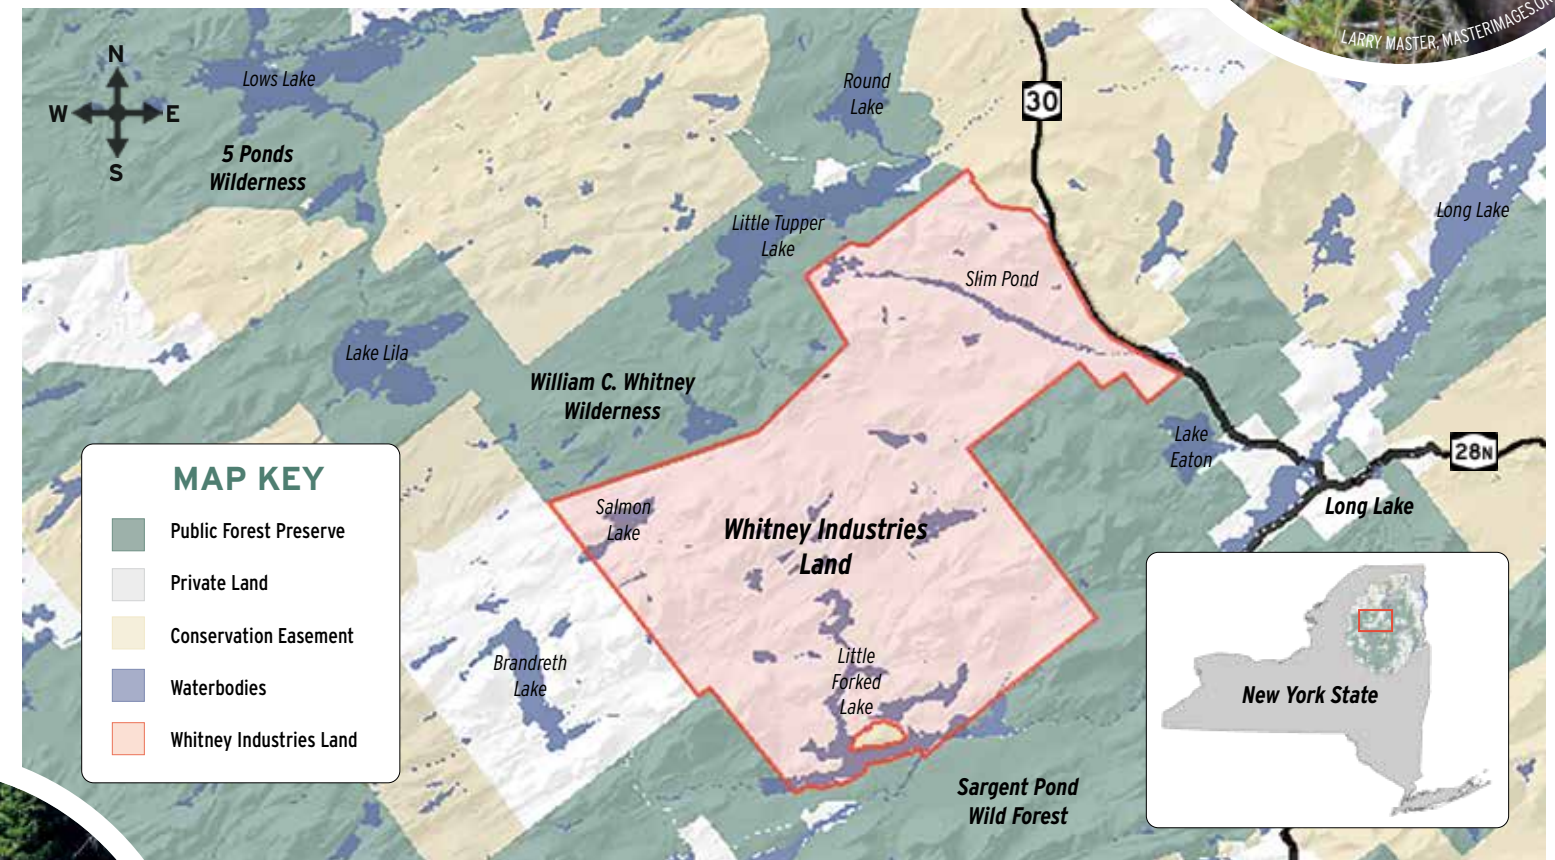 LARRY MASTER, MASTERIMAGES.OR
N
W
E
S
Lows Lake
Round
Lake
30
5 Ponds
Wilderness
Little Tupper
Lake
Long Lake
Slim Pond
Lake Lila
William C. Whitney
Wilderness
Lake
Eaton
28N
Long Lake
Salmon
Lake
Whitney Industries
Land
Brandreth
Lake
Little
Forked
Lake
Sargent Pond
Wild Forest
MAP KEY
Public Forest Preserve
Private Land
Conservation Easement
Waterbodies
Whitney Industries Land
New York State